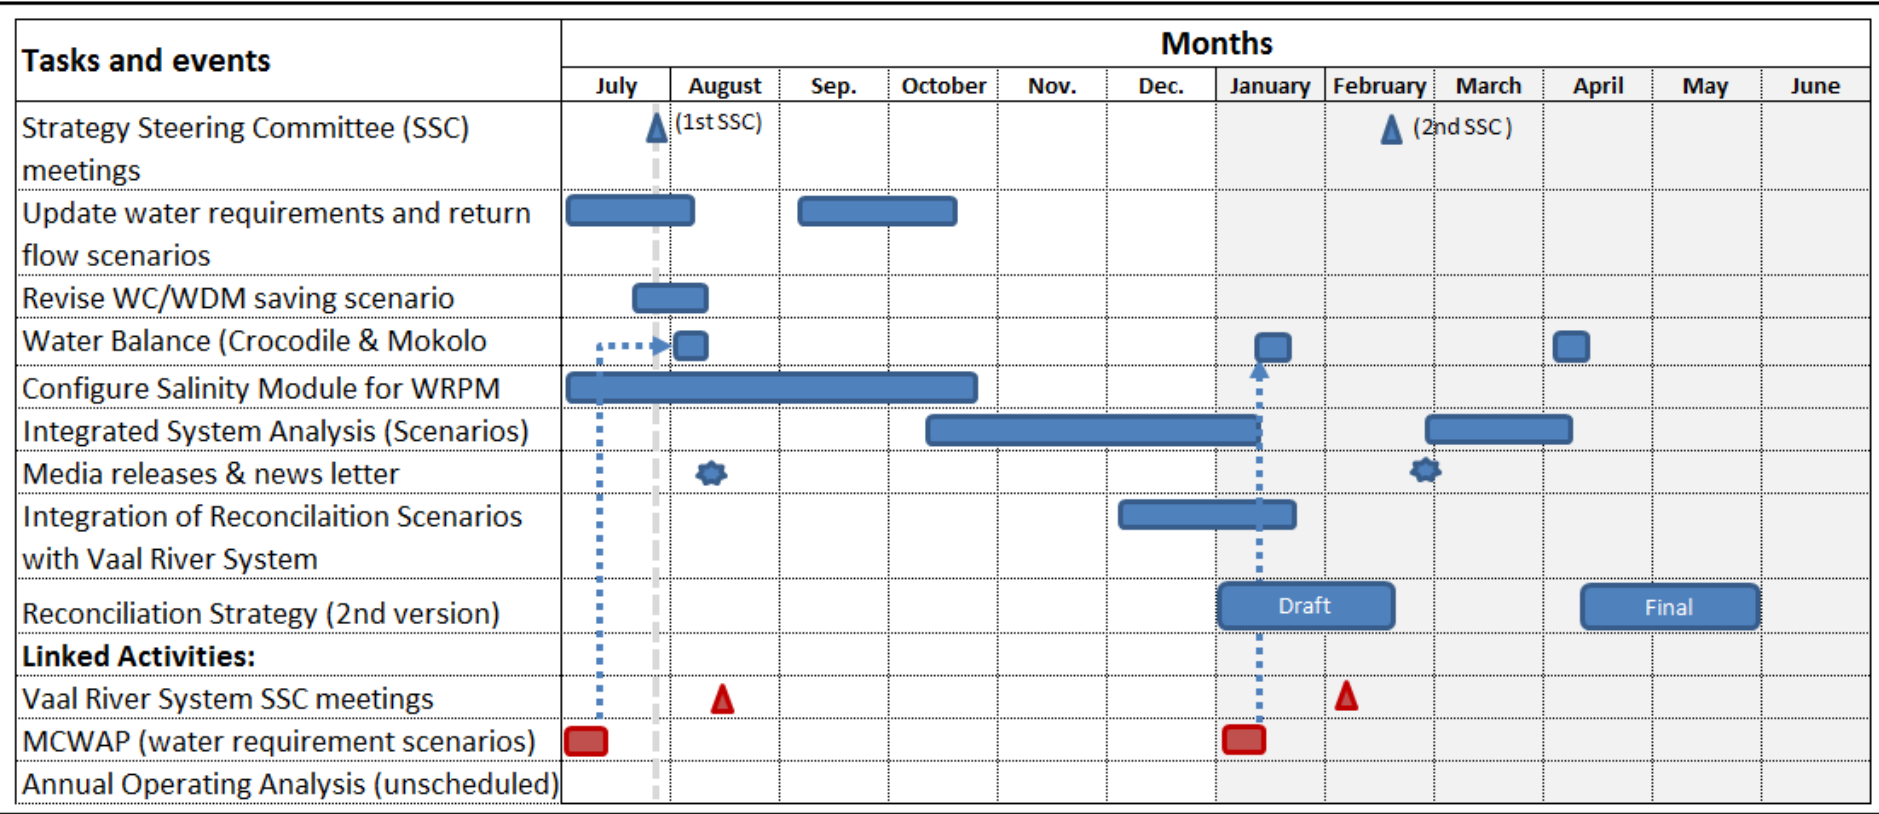 Tasks and events
Months
July August Sep. October Nov. Dec. January February March April May June
Strategy Steering Committee (SSC)
meetings
(1st SSC)
(2nd SSC )
Update water requirements and return
flow scenarios
Revise WC/WDM saving scenario
Water Balance (Crocodile & Mokolo
Configure Salinity Module for WRPM
Integrated System Analysis (Scenarios)
Media releases & news letter
Integration of Reconcilaition Scenarios
with Vaal River System
Reconciliation Strategy (2nd version)
Draft
Final
Linked Activities:
Vaal River System SSC meetings
MCWAP (water requirement scenarios)
Annual Operating Analysis (unscheduled)